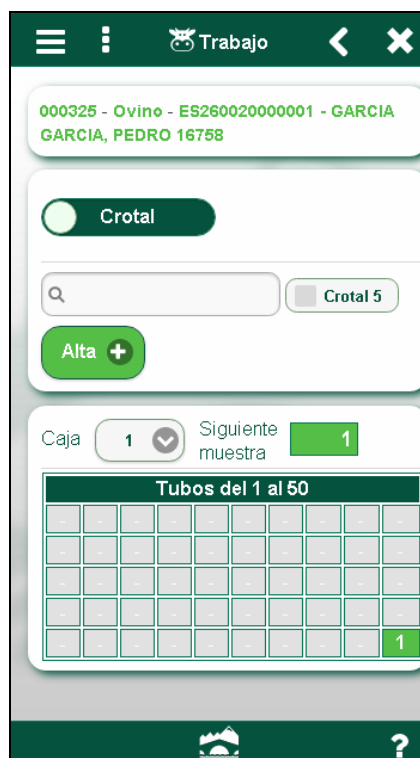 Trabajo
000325 - Ovino - ES260020000001 - GARCIA
GARCIA, PEDRO 16758
Crotal
Crotal 5
Alta
Caja 1 Siguiente muestra 1
Tubos del 1 al 50
- - - - - - - - - -
- - - - - - - - - -
- - - - - - - - - -
- - - - - - - - - -
- - - - - - - - - 1
?